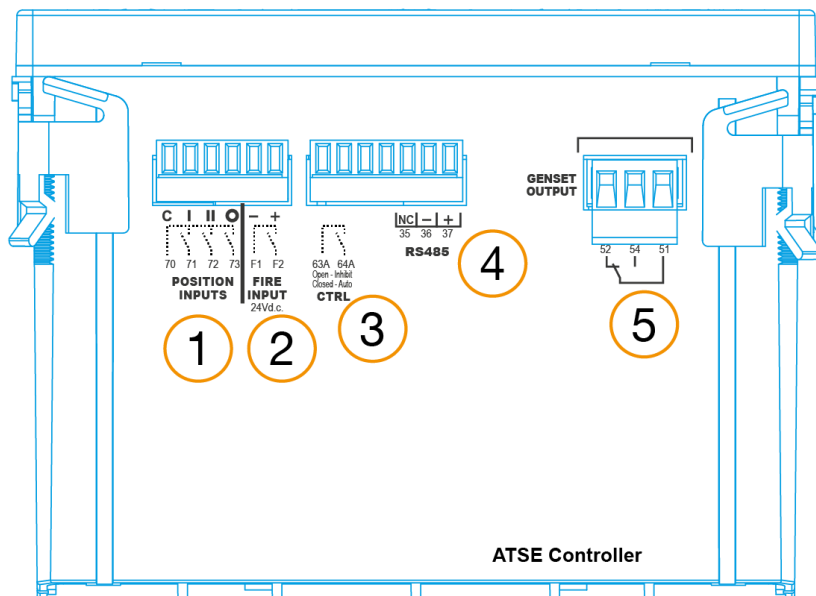 GENSET
OUTPUT
C I II O − +
70 71 72 73 F1 F2
POSITION
INPUTS
FIRE
INPUT
24Vd.c.
63A 64A
Open - Inhibit
Closed - Auto
CTRL
NC − +
35 36 37
RS485
52 54 51
1
2
3
4
5
ATSE Controller